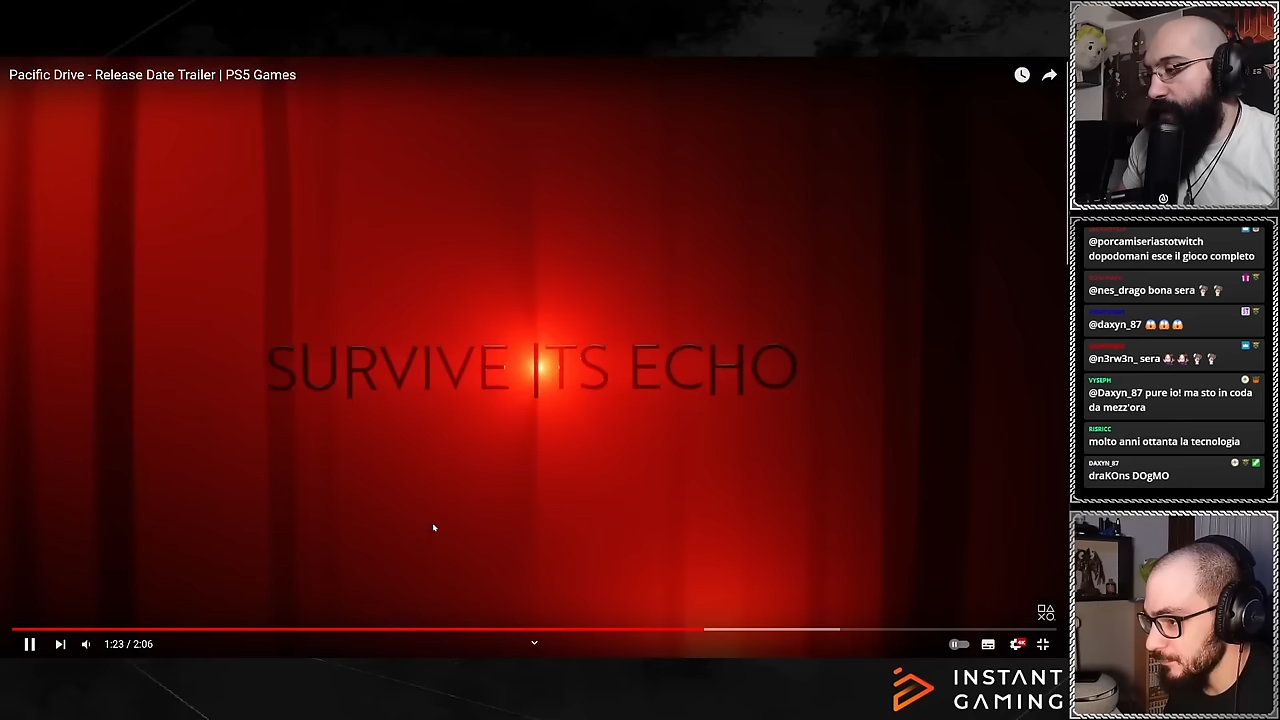 Pacific Drive - Release Date Trailer | PS5 Games
SURVIVE ITS ECHO
1:23 / 2:06
4K
INSTANT
GAMING
@porcamiseriastotwitch
dopodomani esce il gioco completo
@nes_drago bona sera
@daxyn_87
@n3rw3n_ sera
VYSEPH
@Daxyn_87 pure io! ma sto in coda
da mezz'ora
RISRICC
molto anni ottanta la tecnologia
DAXYN_87
draKOns DOgMO